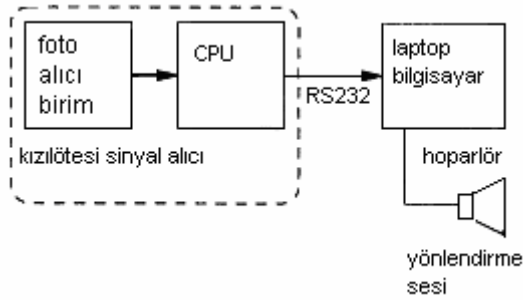 foto
alıcı
birim
CPU
kızılötesi sinyal alıcı
RS232
laptop
bilgisayar
hoparlör
yönlendirme
sesi